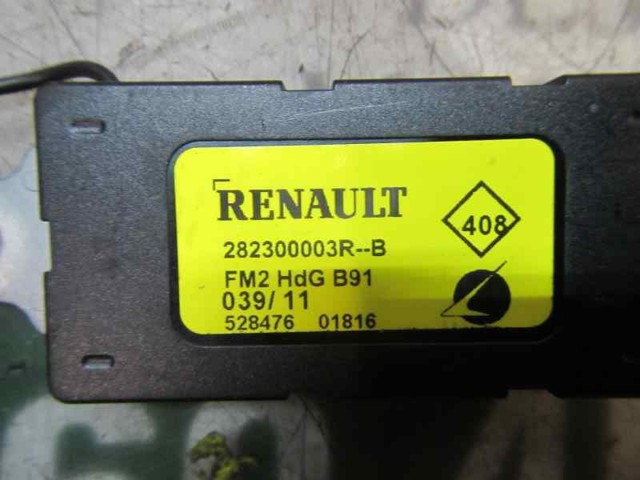 RENAULT
408
282300003R--B
FM2 HdG B91
039/ 11
528476 01816